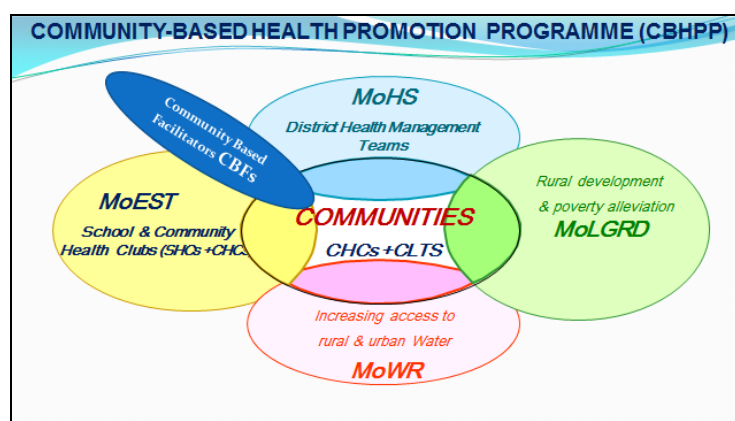 COMMUNITY-BASED HEALTH PROMOTION PROGRAMME (CBHPP)
Community Based
Facilitators CBFs
MoHS
District Health Management
Teams
MoEST
School & Community
Health Clubs (SHCs +CHCs
Rural development
& poverty alleviation
MoLGRD
COMMUNITIES
CHCs +CLTS
Increasing access to
rural & urban Water
MoWR